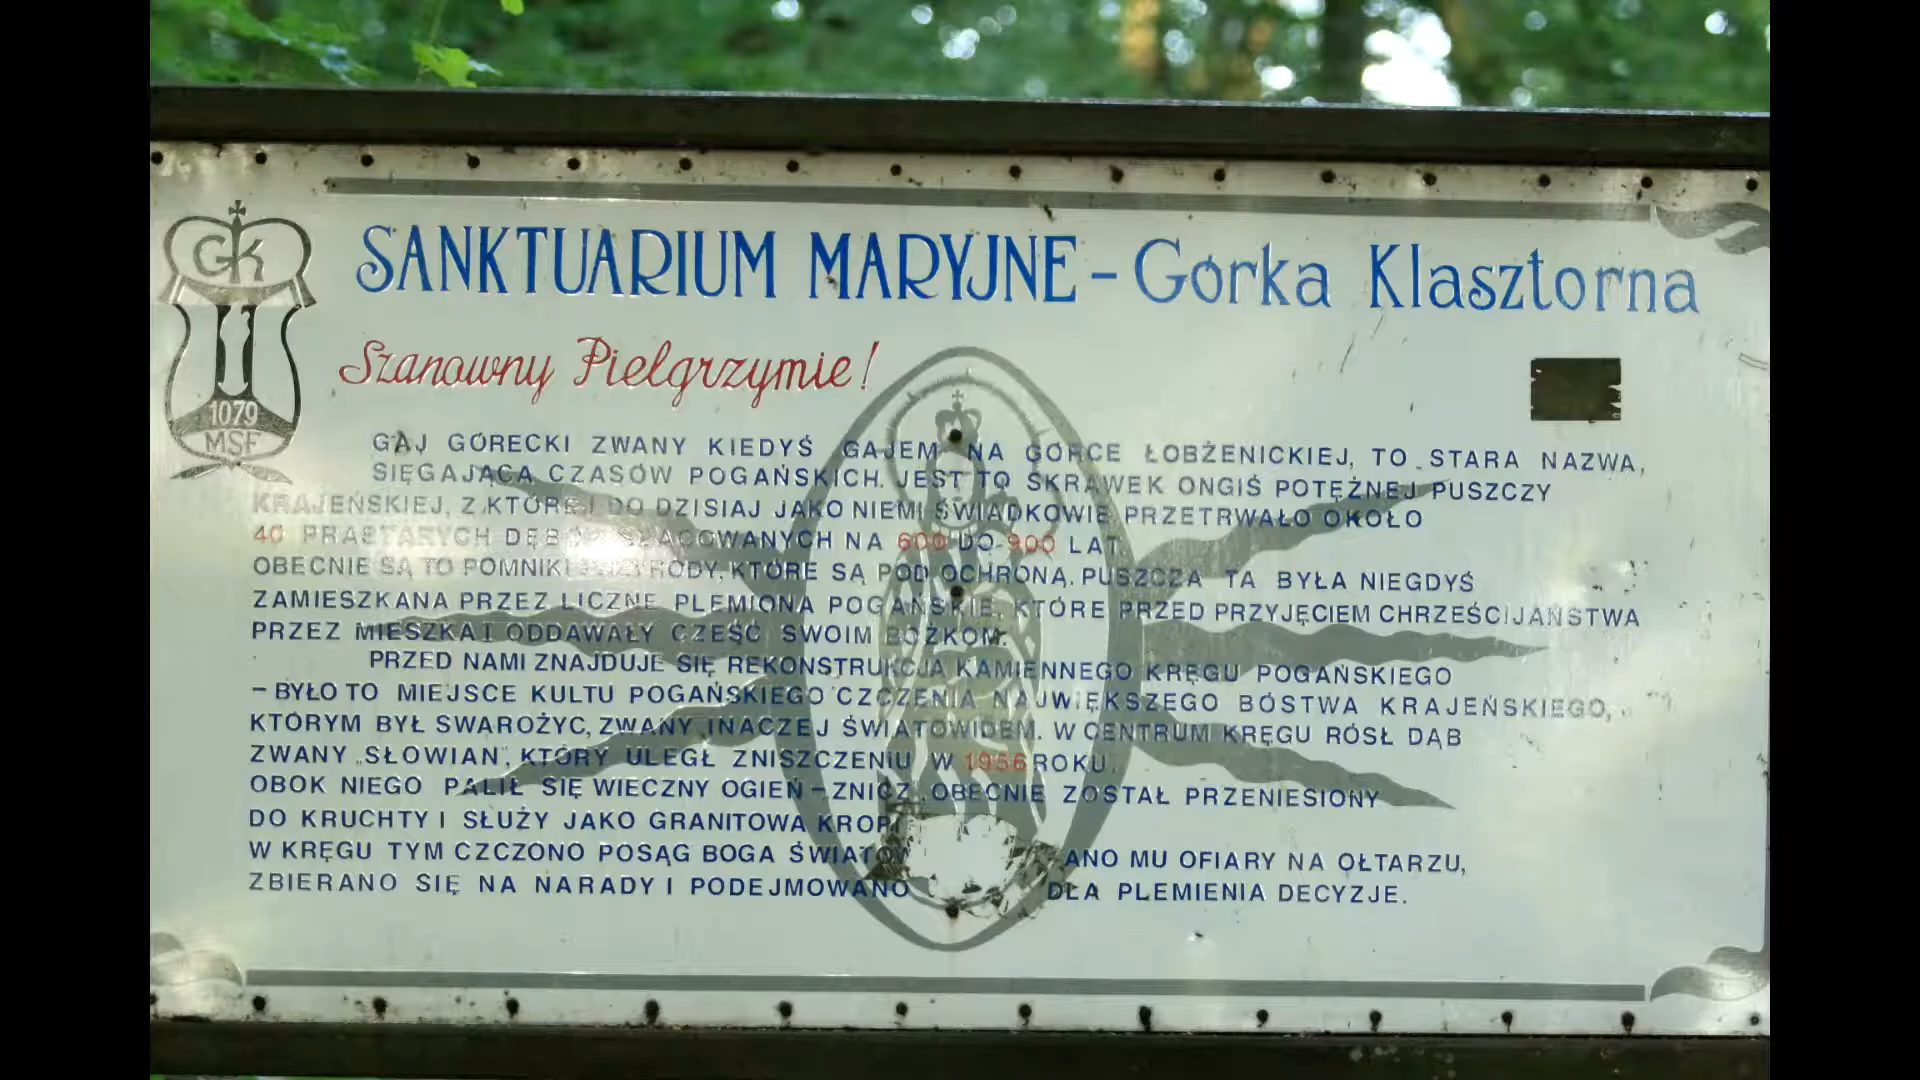 GK
1079
MSF
SANKTUARIUM MARYJNE - Górka Klasztorna
Szanowny Pielgrzymie!
GAJ GÓRECKI ZWANY KIEDYŚ GAJEM NA GÓRCE ŁOBŻENICKIEJ, TO STARA NAZWA,
SIĘGAJĄCA CZASÓW POGAŃSKICH. JEST TO SKRAWEK ONGIŚ POTĘŻNEJ PUSZCZY
KRAJEŃSKIEJ, Z KTÓREJ DO DZISIAJ JAKO NIEMI ŚWIADKOWIE PRZETRWAŁO OKOŁO
40 PRASTARYCH NA 600 DO 900 LAT.
OBECNIE SĄ TO POMNIKI PRZYRODY, KTÓRE SĄ POD OCHRONĄ. PUSZCZA TA BYŁA NIEGDYŚ
ZAMIESZKANA PRZEZ LICZNE PLEMIONA POGAŃSKIE, KTÓRE PRZED PRZYJĘCIEM CHRZEŚCIJAŃSTWA
PRZEZ MIESZKA I ODDAWAŁY CZEŚĆ SWOIM BOŻKOM.
PRZED NAMI ZNAJDUJE SIĘ REKONSTRUKCJA KAMIENNEGO KRĘGU POGAŃSKIEGO
- BYŁO TO MIEJSCE KULTU POGAŃSKIEGO CZCZENIA NAJWIĘKSZEGO BÓSTWA KRAJEŃSKIEGO,
KTÓRYM BYŁ SWAROŻYC, ZWANY INACZEJ ŚWIATOWIDEM. W CENTRUM KRĘGU RÓSŁ DĄB
ZWANY „SŁOWIAN", KTÓRY ULEGŁ ZNISZCZENIU W 1956 ROKU.
OBOK NIEGO PALIŁ SIĘ WIECZNY OGIEŃ - ZNICZ. OBECNIE ZOSTAŁ PRZENIESIONY
DO KRUCHTY I SŁUŻY JAKO GRANITOWA
W KRĘGU TYM CZCZONO POSĄG BOGA MU OFIARY NA OŁTARZU,
ZBIERANO SIĘ NA NARADY I PODEJMOWANO DLA PLEMIENIA DECYZJE.